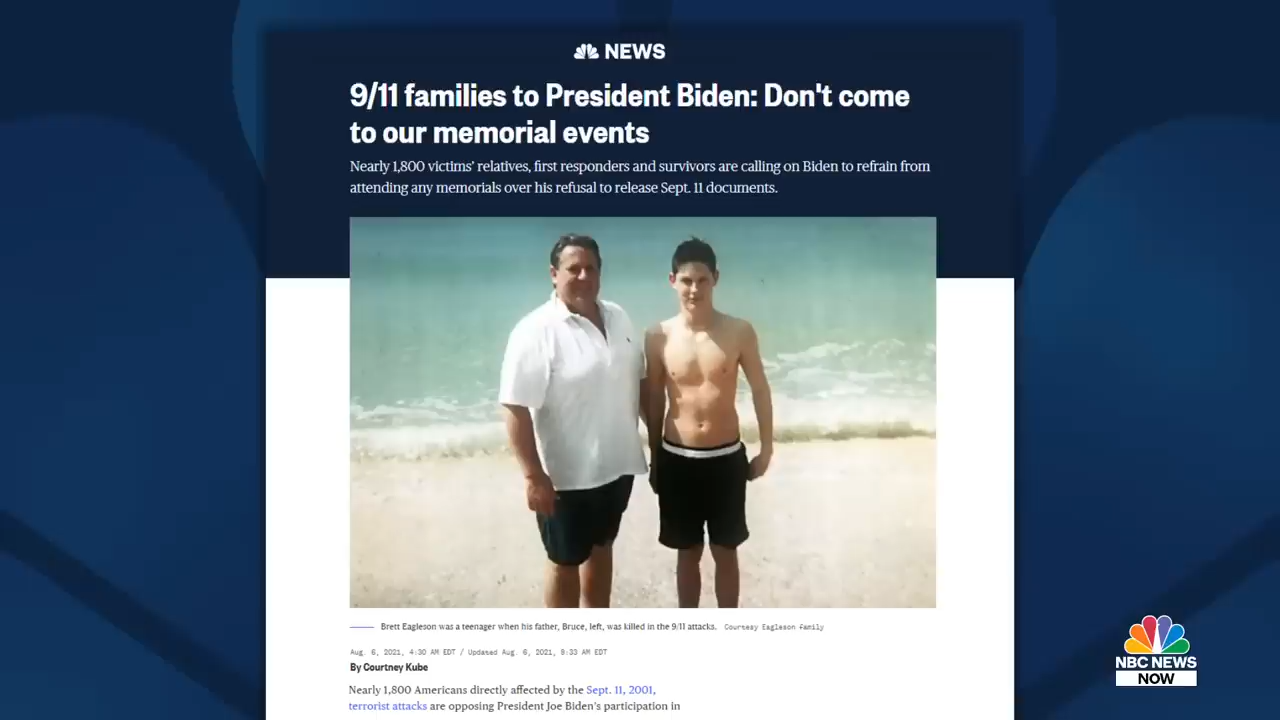 NEWS
9/11 families to President Biden: Don't come
to our memorial events
Nearly 1,800 victims' relatives, first responders and survivors are calling on Biden to refrain from
attending any memorials over his refusal to release Sept. 11 documents.
Brett Eagleson was a teenager when his father, Bruce, left, was killed in the 9/11 attacks. Courtesy Eagleson Family
Aug. 6, 2021, 4:30 AM EDT / Updated Aug. 6, 2021, 9:33 AM EDT
By Courtney Kube
Nearly 1,800 Americans directly affected by the Sept. 11, 2001,
terrorist attacks are opposing President Joe Biden's participation in
NBC NEWS
NOW